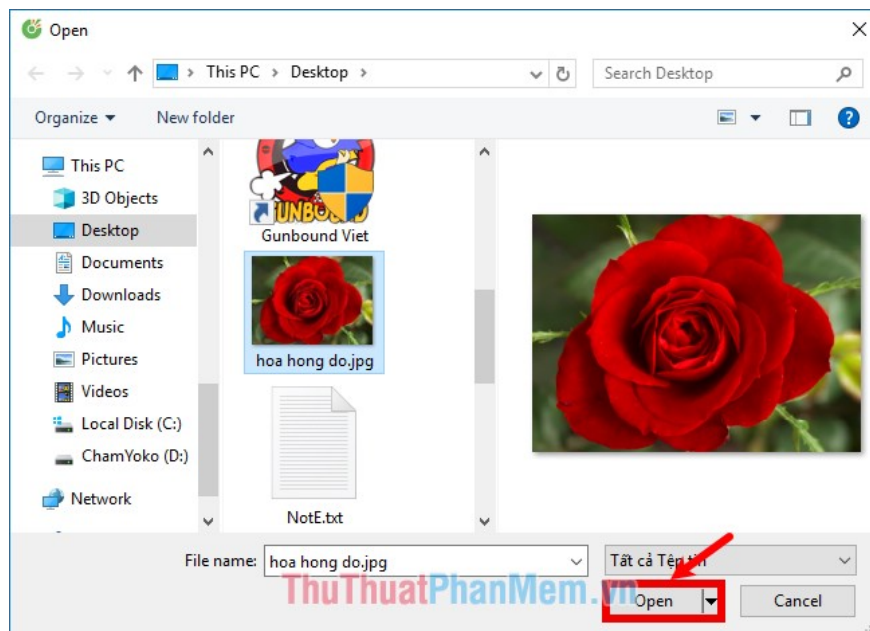 Open
This PC > Desktop >
Search Desktop
Organize
New folder
?
This PC
3D Objects
Desktop
Documents
Downloads
Music
Pictures
Videos
Local Disk (C:)
ChamYoko (D:)
Network
GUNBOUND
Gunbound Viet
hoa hong do.jpg
NotE.txt
File name: hoa hong do.jpg
Tất cả Tệp tin
ThuThuatPhanMem.vn
Open
Cancel